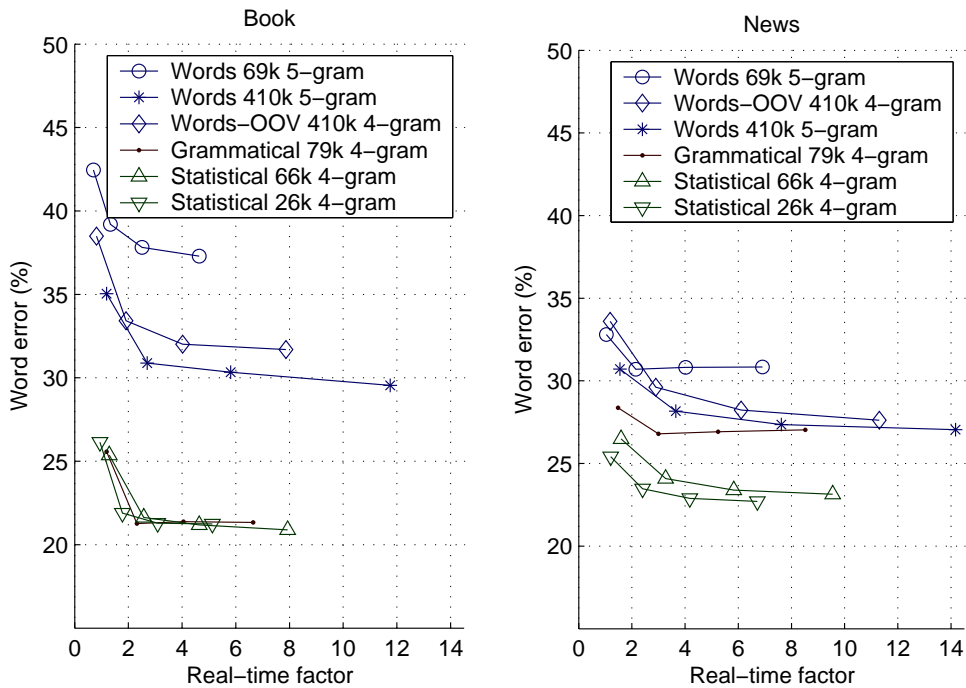 Book
50
45
40
35
30
25
20
0 2 4 6 8 10 12 14
Word error (%)
Real−time factor
Words 69k 5−gram
Words 410k 5−gram
Words−OOV 410k 4−gram
Grammatical 79k 4−gram
Statistical 66k 4−gram
Statistical 26k 4−gram
News
50
45
40
35
30
25
20
0 2 4 6 8 10 12 14
Word error (%)
Real−time factor
Words 69k 5−gram
Words−OOV 410k 4−gram
Words 410k 5−gram
Grammatical 79k 4−gram
Statistical 66k 4−gram
Statistical 26k 4−gram